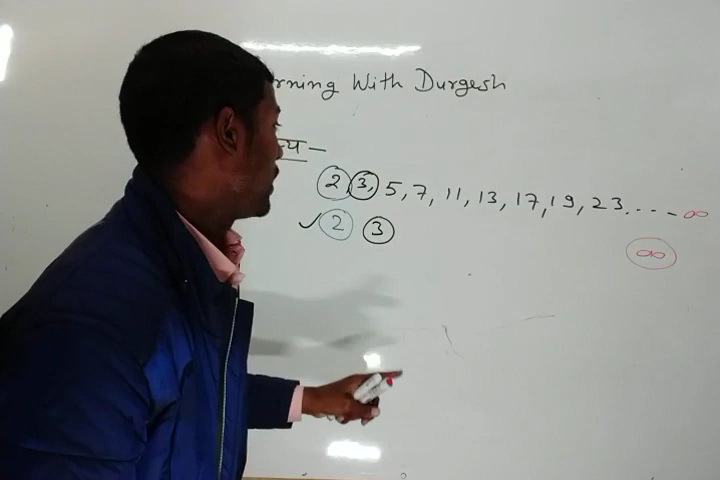 rning With Durgesh
2, 3, 5, 7, 11, 13, 17, 19, 23, ... - ∞
✓ 2 3
∞